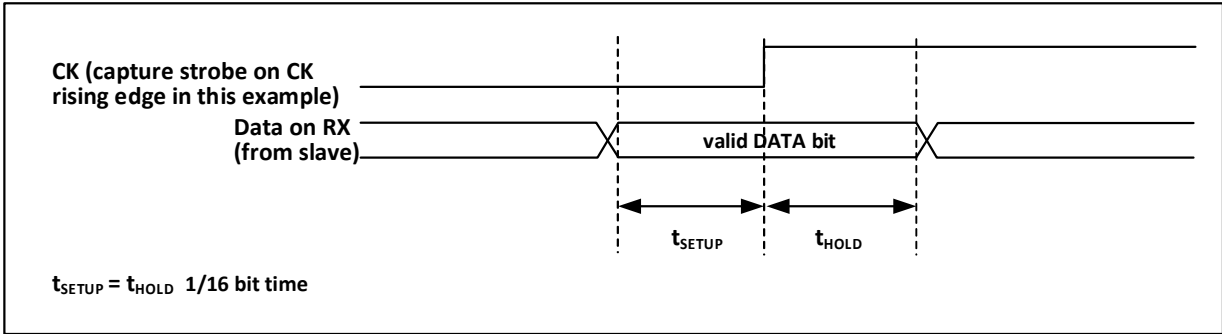 CK (capture strobe on CK
rising edge in this example)
Data on RX
(from slave)
valid DATA bit
tSETUP
tHOLD
tSETUP = tHOLD 1/16 bit time